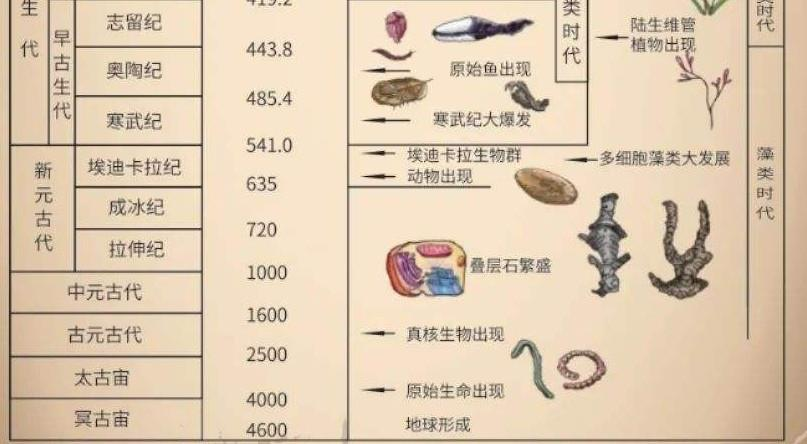 419.2
生代
早古生代
志留纪
443.8
奥陶纪
485.4
寒武纪
541.0
新元古代
埃迪卡拉纪
635
成冰纪
720
拉伸纪
1000
中元古代
1600
古元古代
2500
太古宙
4000
冥古宙
4600
类时代
原始鱼出现
寒武纪大爆发
埃迪卡拉生物群
动物出现
叠层石繁盛
真核生物出现
原始生命出现
地球形成
陆生维管
植物出现
多细胞藻类大发展
时代
藻类时代